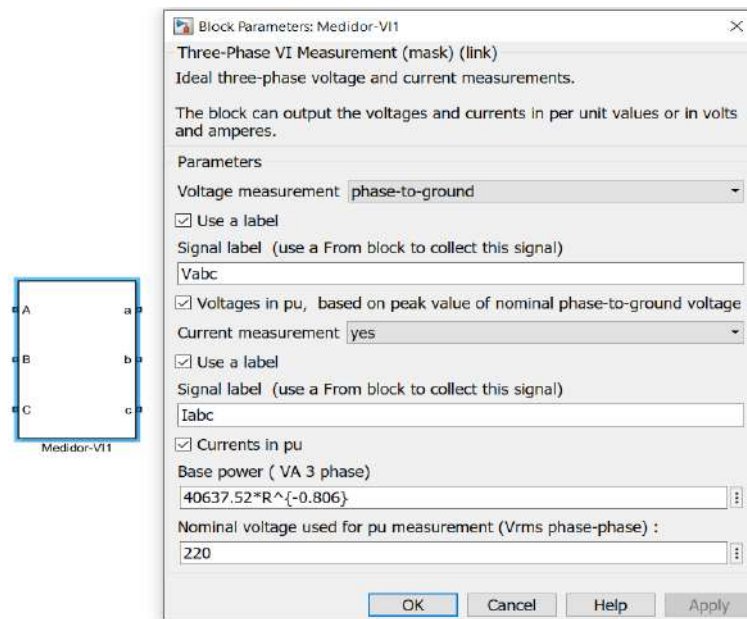 Block Parameters: Medidor-VI1
Three-Phase VI Measurement (mask) (link)
Ideal three-phase voltage and current measurements.
The block can output the voltages and currents in per unit values or in volts
and amperes.
Parameters
Voltage measurement phase-to-ground
Use a label
Signal label (use a From block to collect this signal)
Vabc
Voltages in pu, based on peak value of nominal phase-to-ground voltage
Current measurement yes
Use a label
Signal label (use a From block to collect this signal)
Iabc
Currents in pu
Base power ( VA 3 phase)
40637.52*R^{-0.806}
Nominal voltage used for pu measurement (Vrms phase-phase) :
220
OK Cancel Help Apply
A a
B b
C c
Medidor-VI1